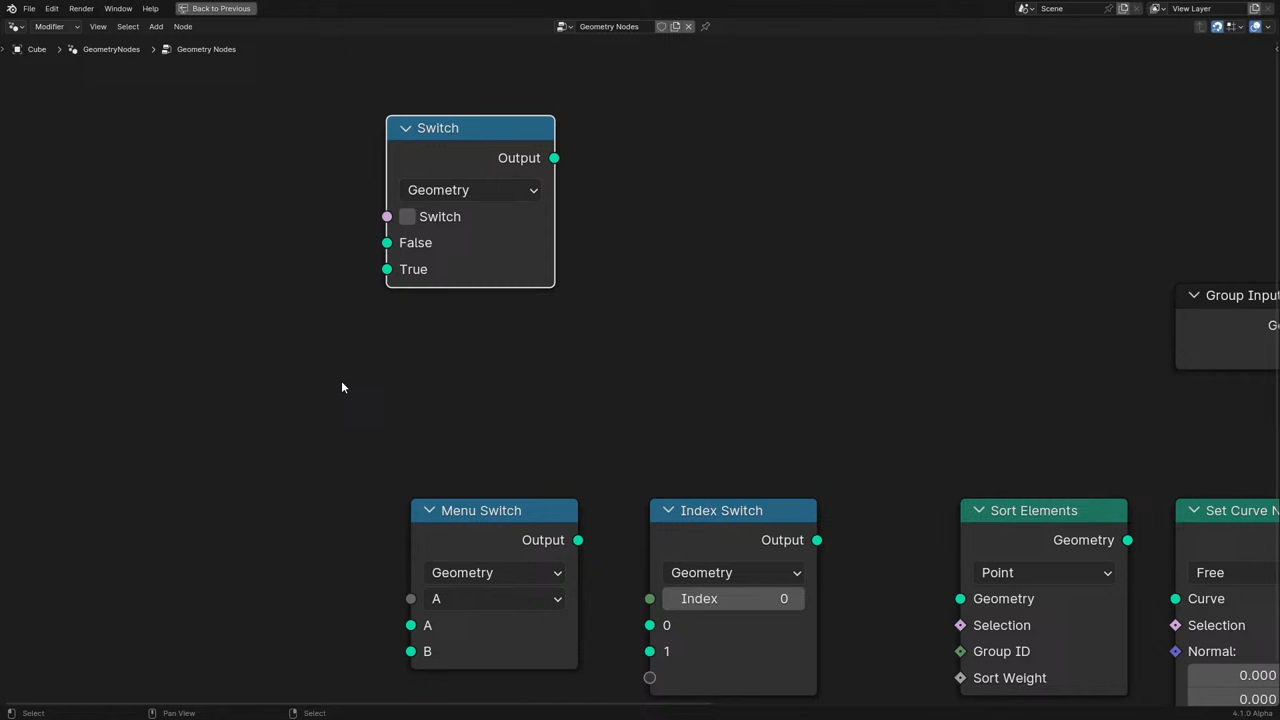 File Edit Render Window Help Back to Previous Scene View Layer
Modifier View Select Add Node Geometry Nodes
Cube GeometryNodes Geometry Nodes
Switch
Output
Geometry
Switch
False
True
Group Input
Menu Switch
Output
Geometry
A
A
B
Index Switch
Output
Geometry
Index 0
0
1
Sort Elements
Geometry
Point
Geometry
Selection
Group ID
Sort Weight
Set Curve N
Free
Curve
Selection
Normal:
0.000
0.000
Select Pan View Select 4.1.0 Alpha